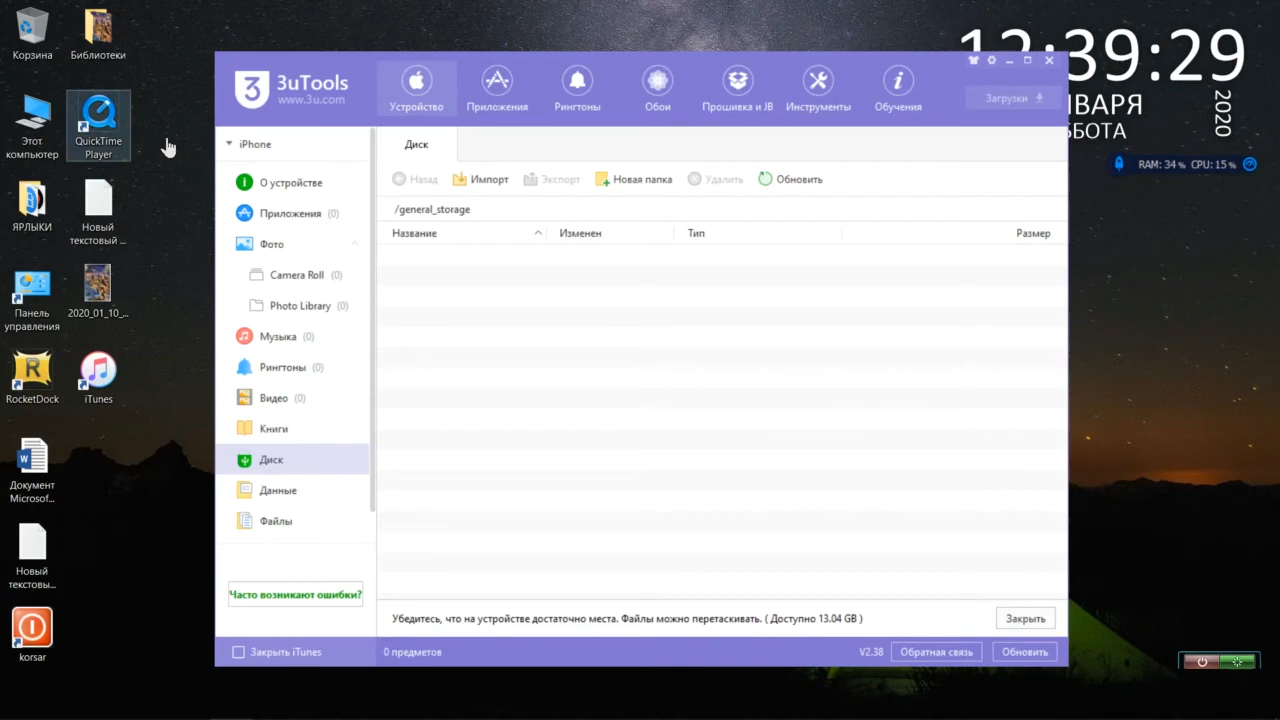 Корзина
Библиотеки
Этот
компьютер
QuickTime
Player
ЯРЛЫКИ
Новый
текстовый ...
Панель
управления
2020_01_10_...
RocketDock
iTunes
Документ
Microsof...
Новый
текстовы...
korsar
12:39:29
НВАРЯ
ББОТА
2020
RAM: 34 % CPU: 15 %
3uTools
www.3u.com
Устройство
Приложения
Рингтоны
Обои
Прошивка и JB
Инструменты
Обучения
Загрузки
iPhone
О устройстве
Приложения (0)
Фото
Camera Roll (0)
Photo Library (0)
Музыка (0)
Рингтоны (0)
Видео (0)
Книги
Диск
Данные
Файлы
Часто возникают ошибки?
Закрыть iTunes
Диск
Назад
Импорт
Экспорт
Новая папка
Удалить
Обновить
/general_storage
Название
Изменен
Тип
Размер
Убедитесь, что на устройстве достаточно места. Файлы можно перетаскивать. ( Доступно 13.04 GB )
Закрыть
0 предметов
V2.38
Обратная связь
Обновить